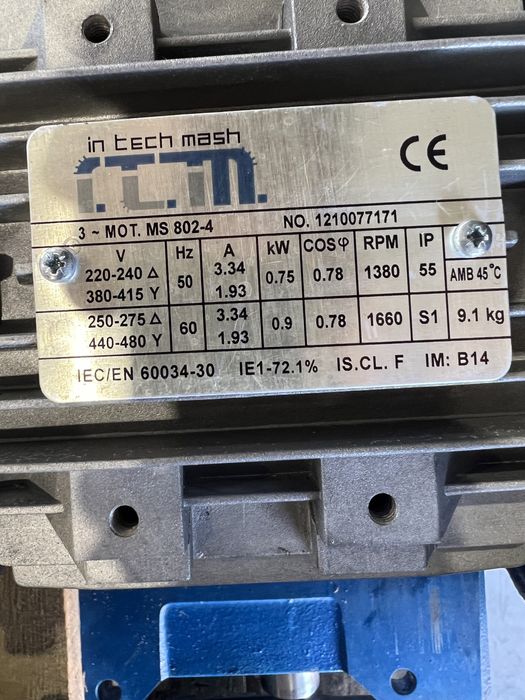 in tech mash
i.t.m.
CE
3 ~ MOT. MS 802-4 NO. 1210077171
V Hz A kW COSφ RPM IP
220-240 Δ 50 3.34 0.75 0.78 1380 55 AMB 45°C
380-415 Y 1.93
250-275 Δ 60 3.34 0.9 0.78 1660 S1 9.1 kg
440-480 Y 1.93
IEC/EN 60034-30 IE1-72.1% IS.CL. F IM: B14